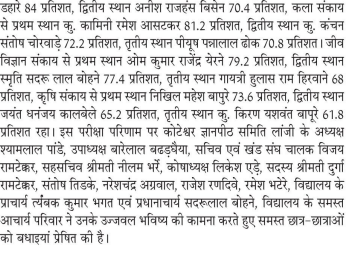 डहारे 84 प्रतिशत, द्वितीय स्थान अनीश राजहंस बिसेन 70.4 प्रतिशत, कला संकाय
से प्रथम स्थान कु. कामिनी रमेश आसटकर 81.2 प्रतिशत, द्वितीय स्थान कु. कंचन
संतोष चोरवाड़े 72.2 प्रतिशत, तृतीय स्थान पीयूष पन्नालाल ढोक 70.8 प्रतिशत। जीव
विज्ञान संकाय से प्रथम स्थान ओम कुमार राजेंद्र येरने 79.2 प्रतिशत, द्वितीय स्थान
स्मृति सदरू लाल बोहने 77.4 प्रतिशत, तृतीय स्थान गायत्री हुलास राम हिरवाने 68
प्रतिशत, कृषि संकाय से प्रथम स्थान निखिल महेश बापुरे 73.6 प्रतिशत, द्वितीय स्थान
जयंत धनंजय कालबेले 65.2 प्रतिशत, तृतीय स्थान कु. किरण यशवंत बापूरे 61.8
प्रतिशत रहा। इस परीक्षा परिणाम पर कोटेश्वर ज्ञानपीठ समिति लांजी के अध्यक्ष
श्यामलाल पांडे, उपाध्यक्ष बारेलाल बढ़ईया, सचिव एवं खंड संघ चालक विजय
रामटेक्कर, सहसचिव श्रीमती नीलम भर्रे, कोषाध्यक्ष लिकेश एड़े, सदस्य श्रीमती दुर्गा
रामटेक्कर, संतोष तिडके, नरेशचंद्र अग्रवाल, राजेश रणदिवे, रमेश भटेरे, विद्यालय के
प्राचार्य त्र्यंबक कुमार भगत एवं प्रधानाचार्य सदरूलाल बोहने, विद्यालय के समस्त
आचार्य परिवार ने उनके उज्जवल भविष्य की कामना करते हुए समस्त छात्र-छात्राओं
को बधाइयां प्रेषित की है।